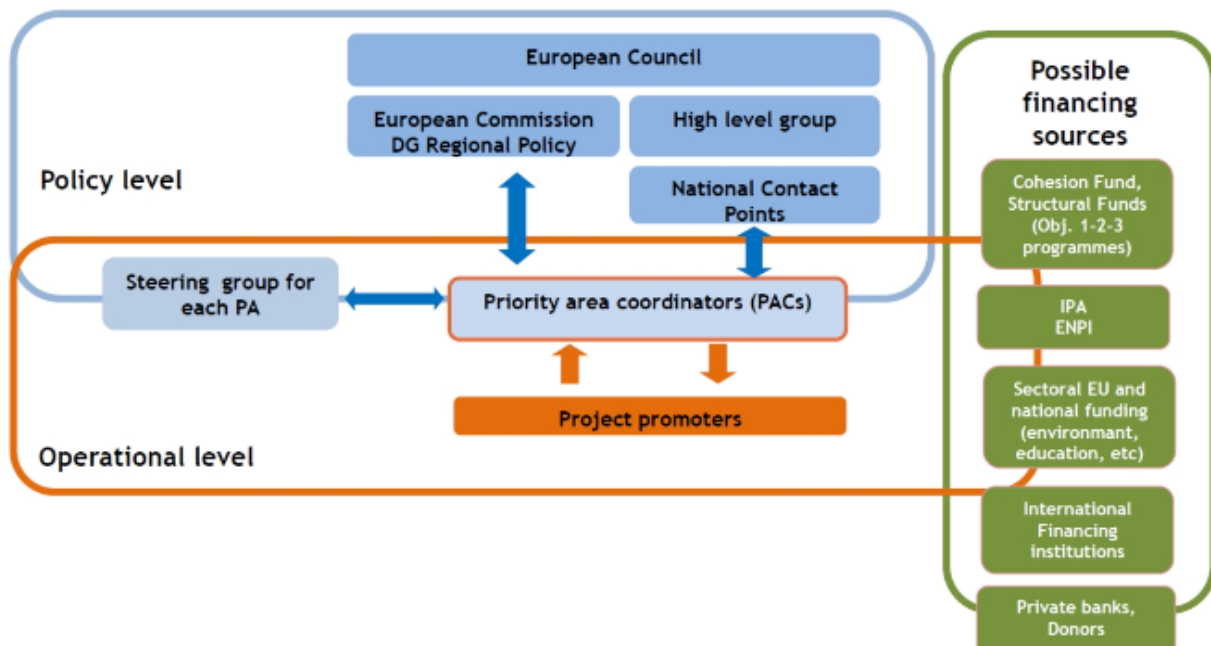 European Council
European Commission
DG Regional Policy
High level group
National Contact
Points
Policy level
Steering group for
each PA
Priority area coordinators (PACs)
Project promoters
Operational level
Possible
financing
sources
Cohesion Fund,
Structural Funds
(Obj. 1-2-3
programmes)
IPA
ENPI
Sectoral EU and
national funding
(environmant,
education, etc)
International
Financing
institutions
Private banks,
Donors